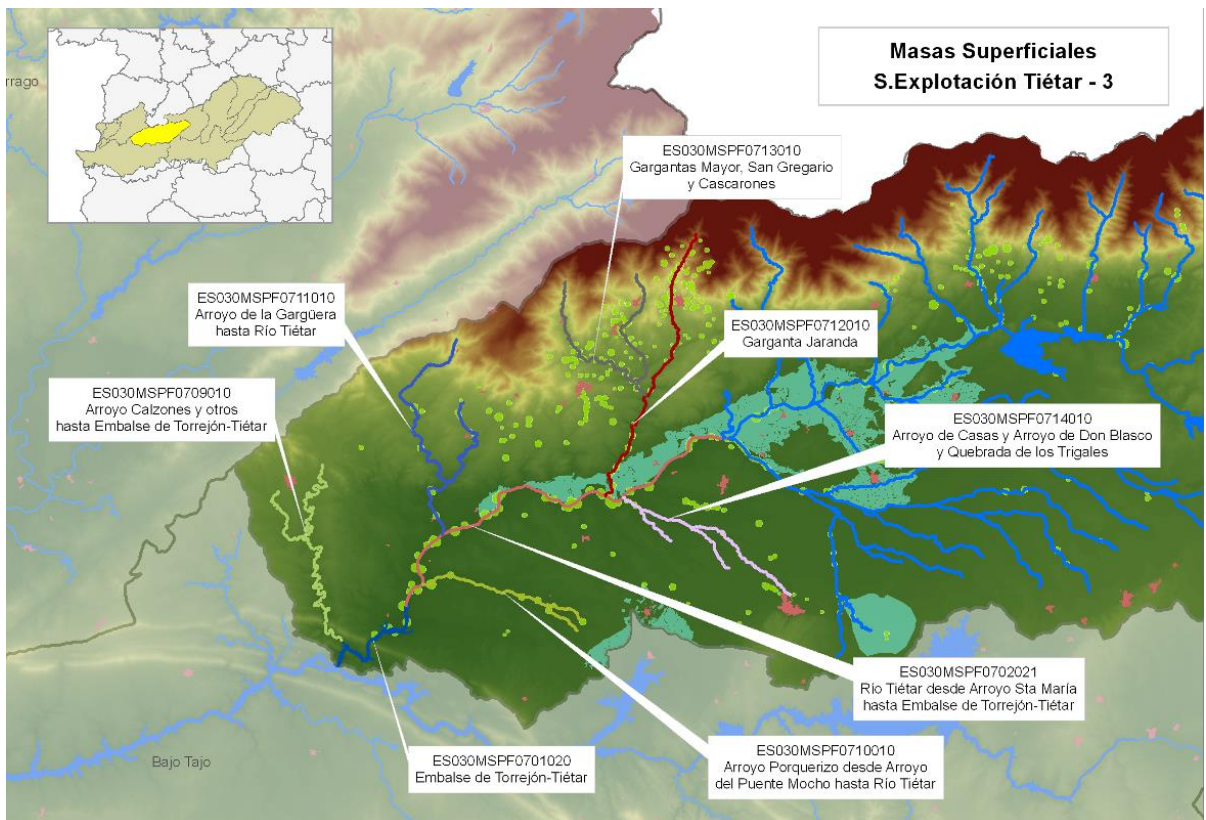 Masas Superficiales
S.Explotación Tiétar - 3
rrago
ES030MSPF0713010
Gargantas Mayor, San Gregario
y Cascarones
ES030MSPF0711010
Arroyo de la Gargüera
hasta Río Tiétar
ES030MSPF0712010
Garganta Jaranda
ES030MSPF0709010
Arroyo Calzones y otros
hasta Embalse de Torrejón-Tiétar
ES030MSPF0714010
Arroyo de Casas y Arroyo de Don Blasco
y Quebrada de los Trigales
ES030MSPF0702021
Río Tiétar desde Arroyo Sta María
hasta Embalse de Torrejón-Tiétar
ES030MSPF0701020
Embalse de Torrejón-Tiétar
ES030MSPF0710010
Arroyo Porquerizo desde Arroyo
del Puente Mocho hasta Río Tiétar
Bajo Tajo